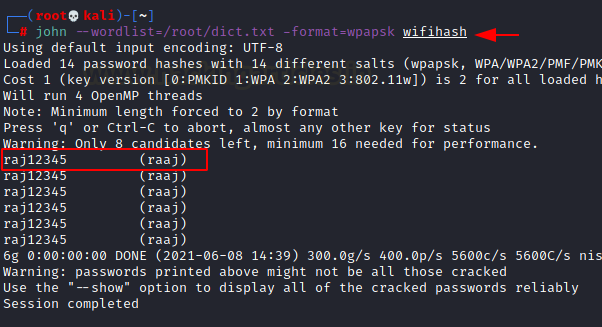 (root💀kali)-[~]
# john --wordlist=/root/dict.txt -format=wpapsk wifihash
Using default input encoding: UTF-8
Loaded 14 password hashes with 14 different salts (wpapsk, WPA/WPA2/PMF/PMK
Cost 1 (key version [0:PMKID 1:WPA 2:WPA2 3:802.11w]) is 2 for all loaded h
Will run 4 OpenMP threads
Note: Minimum length forced to 2 by format
Press 'q' or Ctrl-C to abort, almost any other key for status
Warning: Only 8 candidates left, minimum 16 needed for performance.
raj12345 (raaj)
raj12345 (raaj)
raj12345 (raaj)
raj12345 (raaj)
raj12345 (raaj)
raj12345 (raaj)
6g 0:00:00:00 DONE (2021-06-08 14:39) 300.0g/s 400.0p/s 5600c/s 5600C/s nis
Warning: passwords printed above might not be all those cracked
Use the "--show" option to display all of the cracked passwords reliably
Session completed